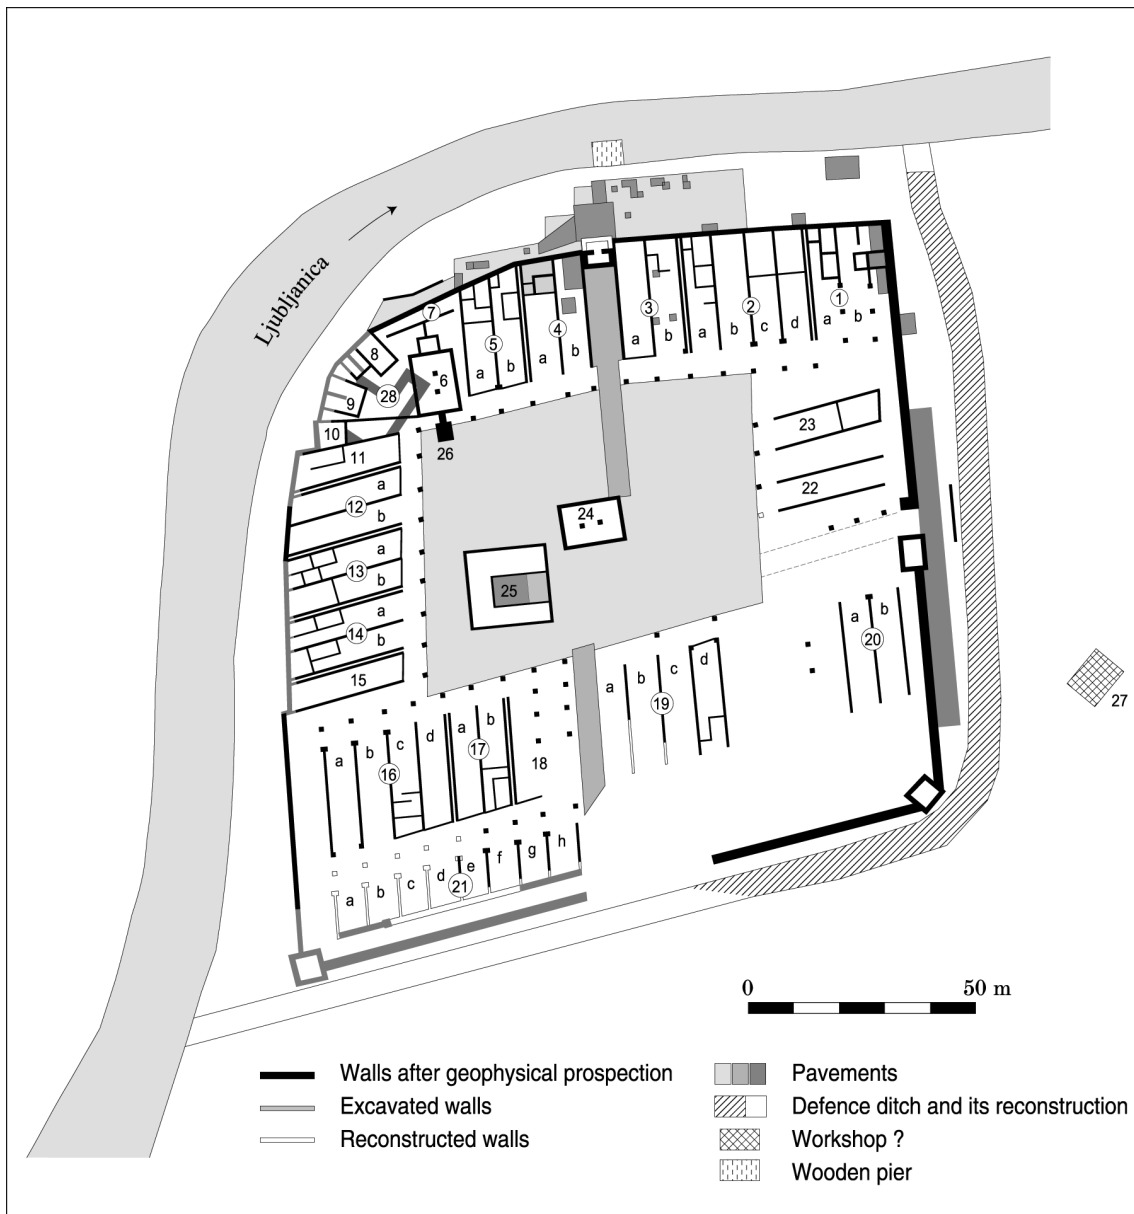 Ljubljanica
1
a
b
2
a
b
c
d
3
a
b
4
a
b
5
a
b
6
7
8
9
10
28
26
11
12
a
b
13
a
b
14
a
b
15
16
a
b
c
d
17
a
b
18
19
a
b
c
d
20
a
b
21
a
b
c
d
e
f
g
h
22
23
24
25
27
0 50 m
Walls after geophysical prospection
Excavated walls
Reconstructed walls
Pavements
Defence ditch and its reconstruction
Workshop ?
Wooden pier